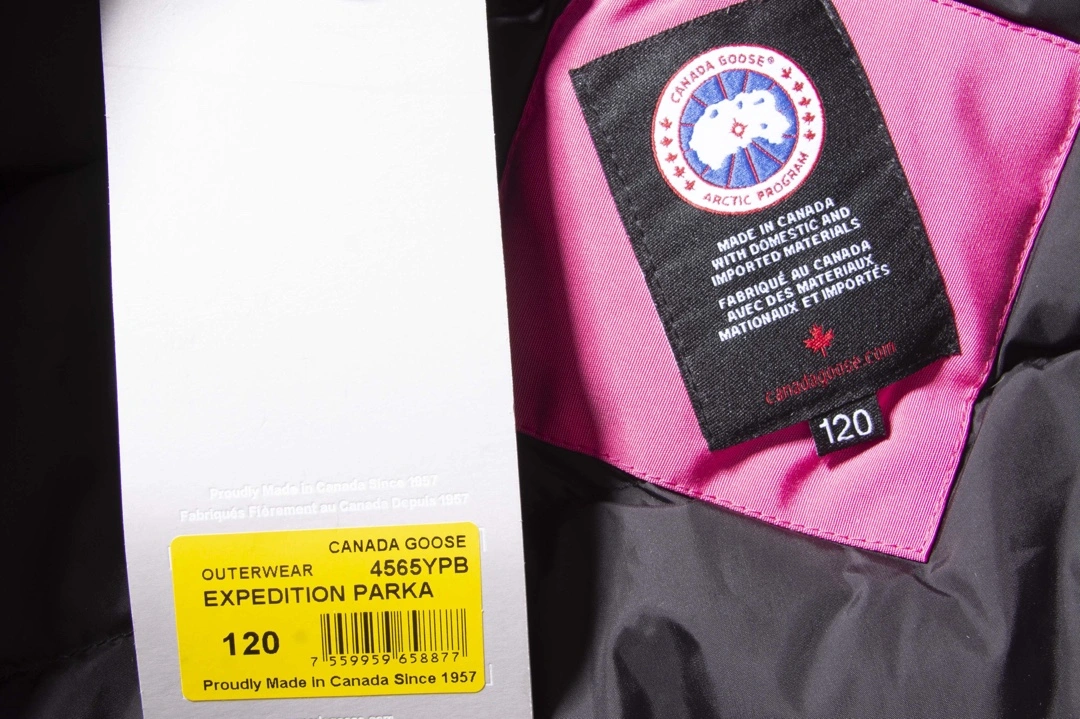 Proudly Made in Canada Since 1957
Fabriqués Fièrement au Canada Depuis 1957
CANADA GOOSE
OUTERWEAR 4565YPB
EXPEDITION PARKA
120
7 559959 658877
Proudly Made in Canada Since 1957
CANADA GOOSE®
ARCTIC PROGRAM
MADE IN CANADA
WITH DOMESTIC AND
IMPORTED MATERIALS
FABRIQUÉ AU CANADA
AVEC DES MATERIAUX
NATIONAUX ET IMPORTÉS
canadagoose.com
120